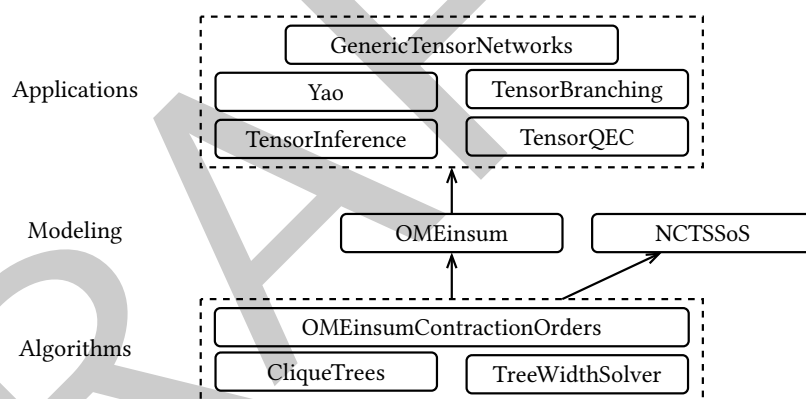 GenericTensorNetworks
Applications
Yao
TensorBranching
TensorInference
TensorQEC
Modeling
OMEinsum
NCTSSoS
OMEinsumContractionOrders
Algorithms
CliqueTrees
TreeWidthSolver